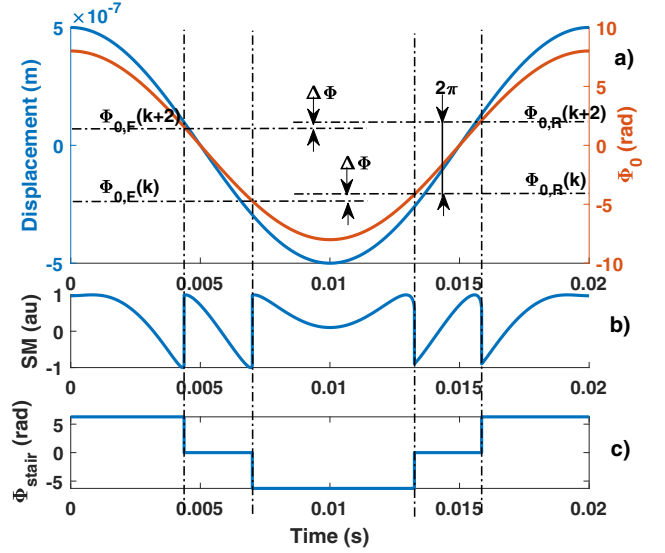 ×10⁻⁷
5
0
-5
Displacement (m)
10
5
0
-5
-10
Φ₀ (rad)
a)
Δ Φ
2π
Φ₀,F(k+2)
Φ₀,R(k+2)
Δ Φ
Φ₀,F(k)
Φ₀,R(k)
0 0.005 0.01 0.015 0.02
1
0
-1
SM (au)
b)
0 0.005 0.01 0.015 0.02
5
0
-5
Φstair (rad)
c)
0 0.005 0.01 0.015 0.02
Time (s)